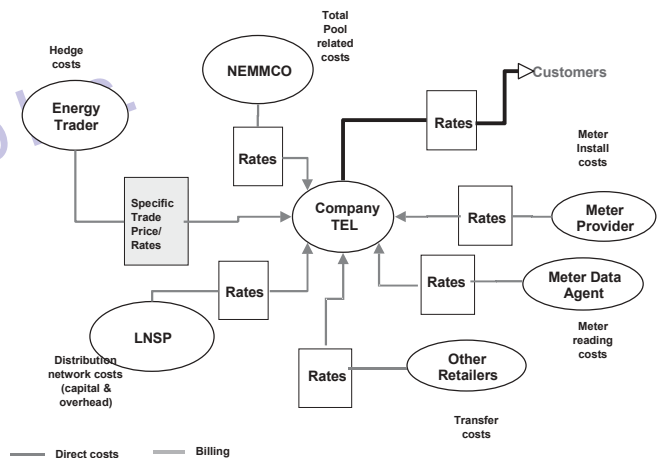 Total
Pool
related
costs
Hedge
costs
NEMMCO
Customers
Energy
Trader
Rates
Meter
Install
costs
Rates
Specific
Trade
Price/
Rates
Company
TEL
Rates
Meter
Provider
Rates
Rates
Meter Data
Agent
LNSP
Meter
reading
costs
Distribution
network costs
(capital &
overhead)
Rates
Other
Retailers
Transfer
costs
Direct costs
Billing